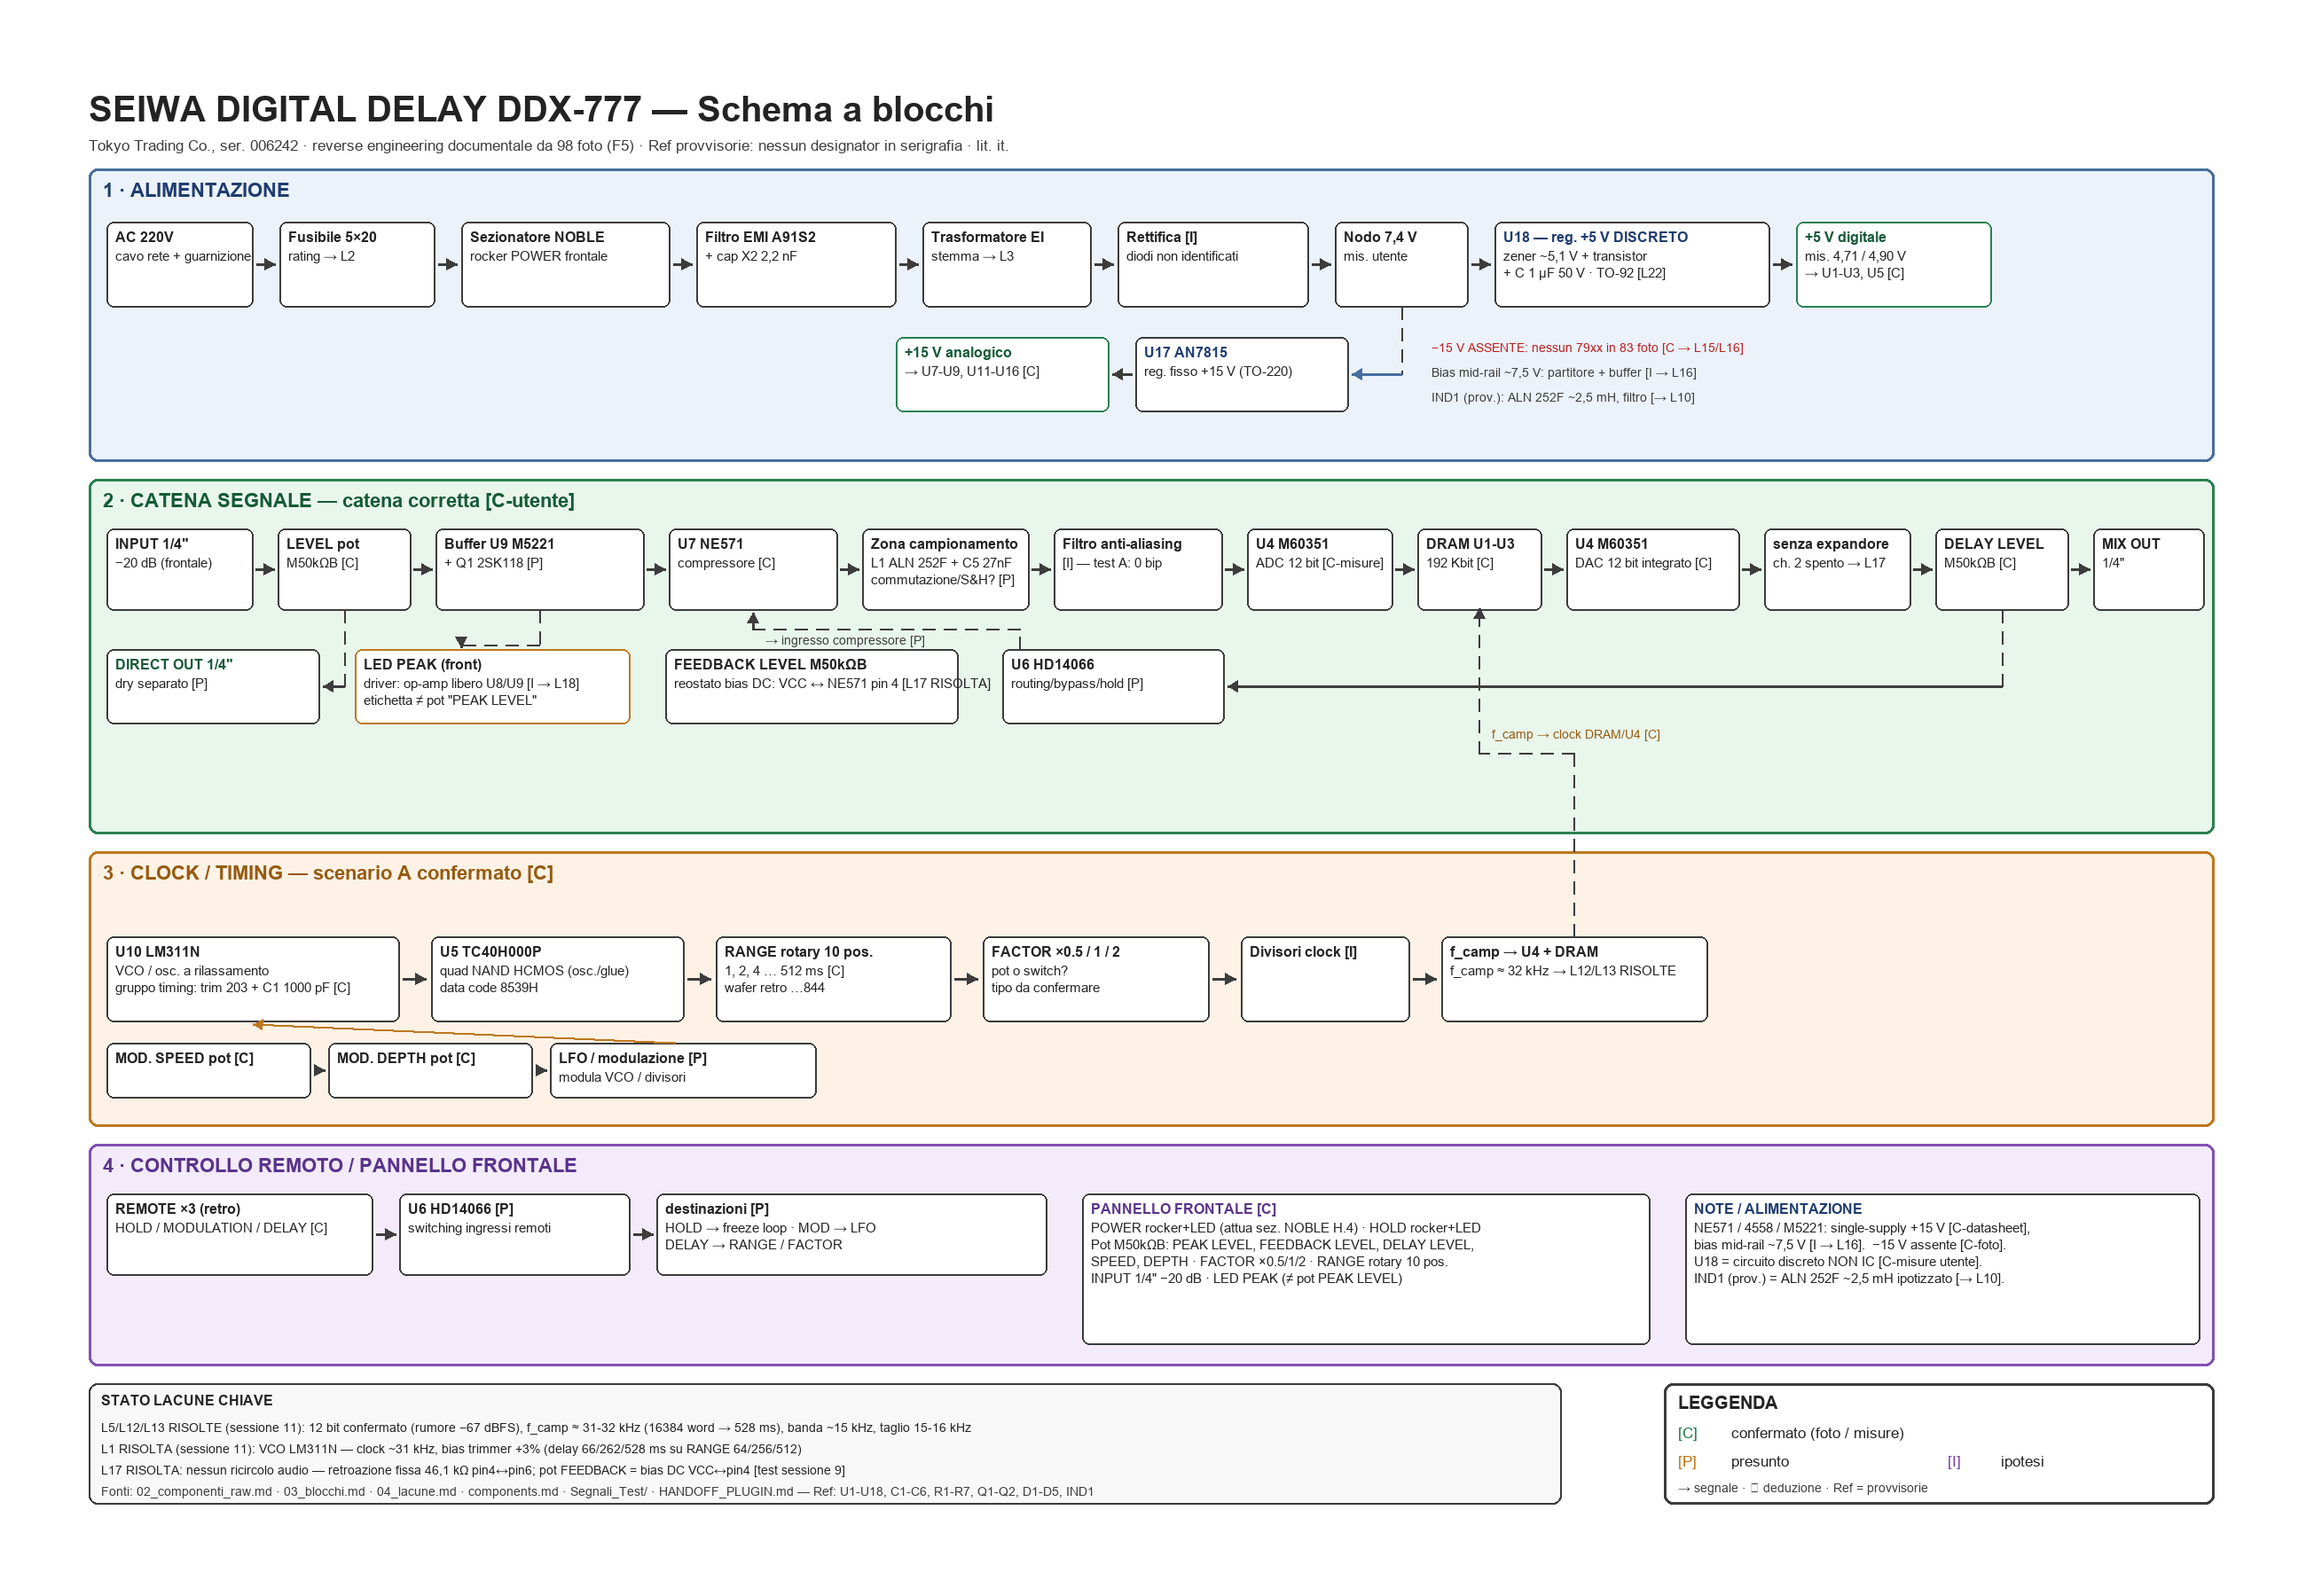 SEIWA DIGITAL DELAY DDX-777 — Schema a blocchi
Tokyo Trading Co., ser. 006242 · reverse engineering documentale da 98 foto (F5) · Ref provvisorie: nessun designator in serigrafia · lit. it.
1 · ALIMENTAZIONE
AC 220V
cavo rete + guarnizione
Fusibile 5×20
rating → L2
Sezionatore NOBLE
rocker POWER frontale
Filtro EMI A91S2
+ cap X2 2,2 nF
Trasformatore EI
stemma → L3
Rettifica [I]
diodi non identificati
Nodo 7,4 V
mis. utente
U18 — reg. +5 V DISCRETO
zener ~5,1 V + transistor
+ C 1 µF 50 V · TO-92 [L22]
+5 V digitale
mis. 4,71 / 4,90 V
→ U1-U3, U5 [C]
+15 V analogico
→ U7-U9, U11-U16 [C]
U17 AN7815
reg. fisso +15 V (TO-220)
−15 V ASSENTE: nessun 79xx in 83 foto [C → L15/L16]
Bias mid-rail ~7,5 V: partitore + buffer [I → L16]
IND1 (prov.): ALN 252F ~2,5 mH, filtro [→ L10]
2 · CATENA SEGNALE — catena corretta [C-utente]
INPUT 1/4"
−20 dB (frontale)
LEVEL pot
M50kΩB [C]
Buffer U9 M5221
+ Q1 2SK118 [P]
U7 NE571
compressore [C]
Zona campionamento
L1 ALN 252F + C5 27nF
commutazione/S&H? [P]
Filtro anti-aliasing
[I] — test A: 0 bip
U4 M60351
ADC 12 bit [C-misure]
DRAM U1-U3
192 Kbit [C]
U4 M60351
DAC 12 bit integrato [C]
senza expandore
ch. 2 spento → L17
DELAY LEVEL
M50kΩB [C]
MIX OUT
1/4"
→ ingresso compressore [P]
DIRECT OUT 1/4"
dry separato [P]
LED PEAK (front)
driver: op-amp libero U8/U9 [I → L18]
etichetta ≠ pot "PEAK LEVEL"
FEEDBACK LEVEL M50kΩB
reostato bias DC: VCC ↔ NE571 pin 4 [L17 RISOLTA]
U6 HD14066
routing/bypass/hold [P]
f_camp → clock DRAM/U4 [C]
3 · CLOCK / TIMING — scenario A confermato [C]
U10 LM311N
VCO / osc. a rilassamento
gruppo timing: trim 203 + C1 1000 pF [C]
U5 TC40H000P
quad NAND HCMOS (osc./glue)
data code 8539H
RANGE rotary 10 pos.
1, 2, 4 … 512 ms [C]
wafer retro …844
FACTOR ×0.5 / 1 / 2
pot o switch?
tipo da confermare
Divisori clock [I]
f_camp → U4 + DRAM
f_camp ≈ 32 kHz → L12/L13 RISOLTE
MOD. SPEED pot [C]
MOD. DEPTH pot [C]
LFO / modulazione [P]
modula VCO / divisori
4 · CONTROLLO REMOTO / PANNELLO FRONTALE
REMOTE ×3 (retro)
HOLD / MODULATION / DELAY [C]
U6 HD14066 [P]
switching ingressi remoti
destinazioni [P]
HOLD → freeze loop · MOD → LFO
DELAY → RANGE / FACTOR
PANNELLO FRONTALE [C]
POWER rocker+LED (attua sez. NOBLE H.4) · HOLD rocker+LED
Pot M50kΩB: PEAK LEVEL, FEEDBACK LEVEL, DELAY LEVEL,
SPEED, DEPTH · FACTOR ×0.5/1/2 · RANGE rotary 10 pos.
INPUT 1/4" −20 dB · LED PEAK (≠ pot PEAK LEVEL)
NOTE / ALIMENTAZIONE
NE571 / 4558 / M5221: single-supply +15 V [C-datasheet],
bias mid-rail ~7,5 V [I → L16]. −15 V assente [C-foto].
U18 = circuito discreto NON IC [C-misure utente].
IND1 (prov.) = ALN 252F ~2,5 mH ipotizzato [→ L10].
STATO LACUNE CHIAVE
L5/L12/L13 RISOLTE (sessione 11): 12 bit confermato (rumore −67 dBFS), f_camp ≈ 31-32 kHz (16384 word → 528 ms), banda ~15 kHz, taglio 15-16 kHz
L1 RISOLTA (sessione 11): VCO LM311N — clock ~31 kHz, bias trimmer +3% (delay 66/262/528 ms su RANGE 64/256/512)
L17 RISOLTA: nessun ricircolo audio — retroazione fissa 46,1 kΩ pin4↔pin6; pot FEEDBACK = bias DC VCC↔pin4 [test sessione 9]
Fonti: 02_componenti_raw.md · 03_blocchi.md · 04_lacune.md · components.md · Segnali_Test/ · HANDOFF_PLUGIN.md — Ref: U1-U18, C1-C6, R1-R7, Q1-Q2, D1-D5, IND1
LEGGENDA
[C] confermato (foto / misure)
[P] presunto [I] ipotesi
→ segnale · deduzione · Ref = provvisorie